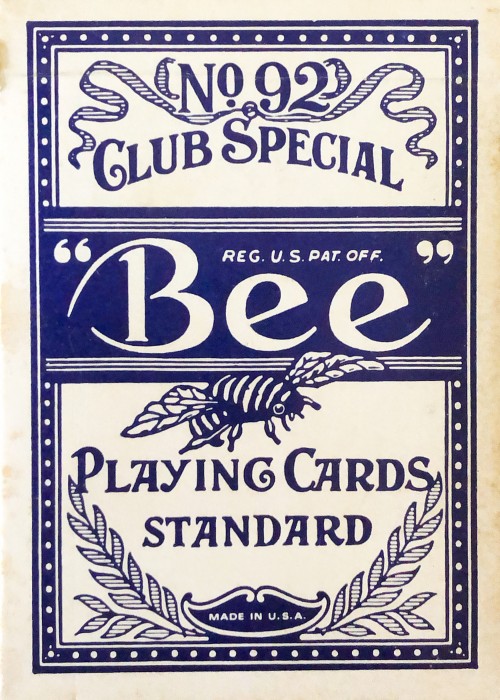 No 92
CLUB SPECIAL
REG. U. S. PAT. OFF.
“Bee”
PLAYING CARDS
STANDARD
MADE IN U.S.A.